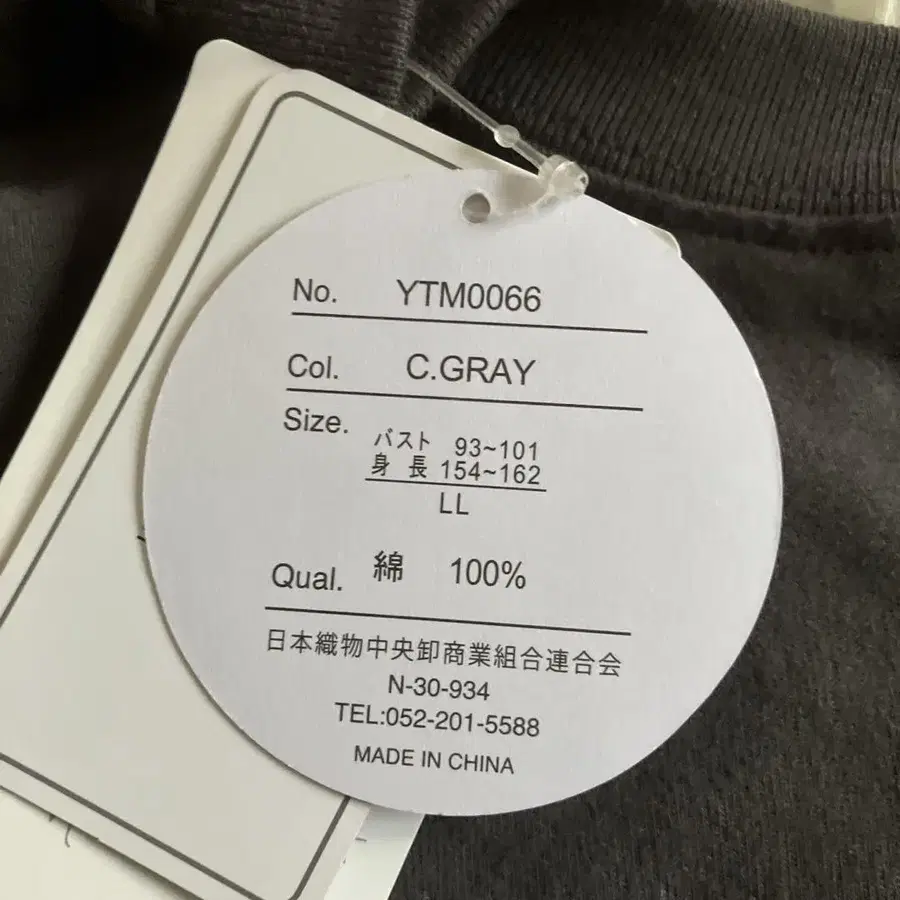 No. YTM0066
Col. C.GRAY
Size.
バスト 93~101
身長 154~162
LL
Qual. 綿 100%
日本織物中央卸商業組合連合会
N-30-934
TEL:052-201-5588
MADE IN CHINA